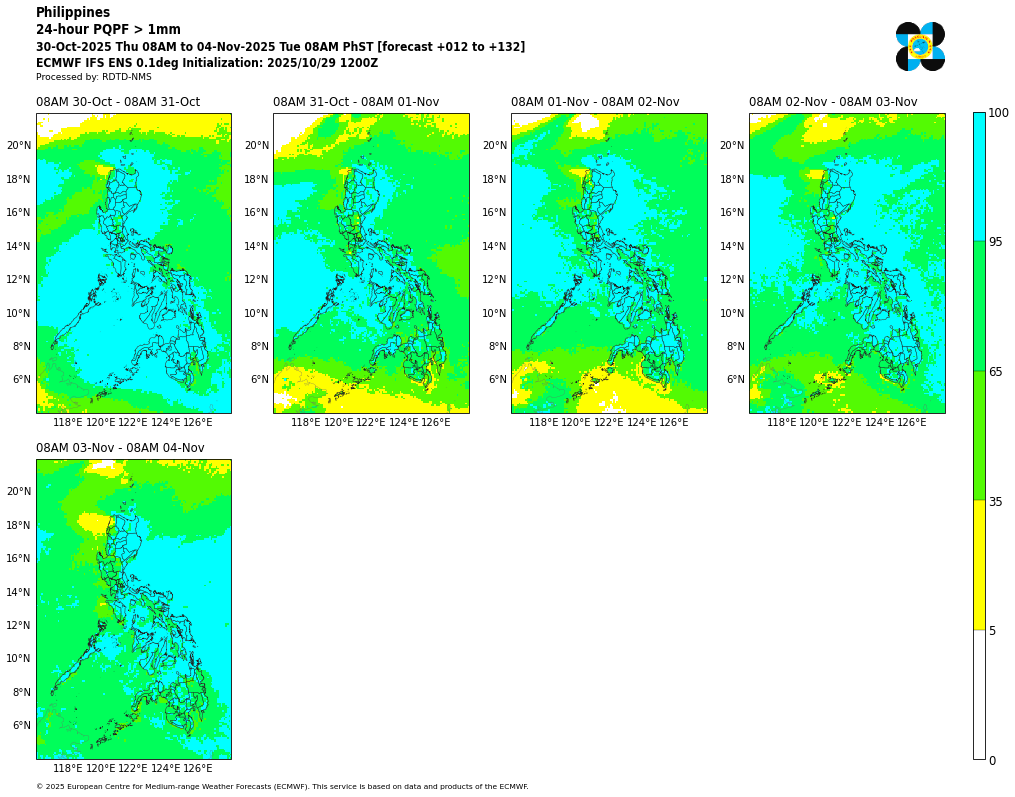 Philippines
24-hour PQPF > 1mm
30-Oct-2025 Thu 08AM to 04-Nov-2025 Tue 08AM PhST [forecast +012 to +132]
ECMWF IFS ENS 0.1deg Initialization: 2025/10/29 1200Z
Processed by: RDTD-NMS
08AM 30-Oct - 08AM 31-Oct
08AM 31-Oct - 08AM 01-Nov
08AM 01-Nov - 08AM 02-Nov
08AM 02-Nov - 08AM 03-Nov
20°N 20°N 20°N 20°N
18°N 18°N 18°N 18°N
16°N 16°N 16°N 16°N
14°N 14°N 14°N 14°N
12°N 12°N 12°N 12°N
10°N 10°N 10°N 10°N
8°N 8°N 8°N 8°N
6°N 6°N 6°N 6°N
118°E 120°E 122°E 124°E 126°E
118°E 120°E 122°E 124°E 126°E
118°E 120°E 122°E 124°E 126°E
118°E 120°E 122°E 124°E 126°E
08AM 03-Nov - 08AM 04-Nov
20°N
18°N
16°N
14°N
12°N
10°N
8°N
6°N
118°E 120°E 122°E 124°E 126°E
100
95
65
35
5
0
© 2025 European Centre for Medium-range Weather Forecasts (ECMWF). This service is based on data and products of the ECMWF.